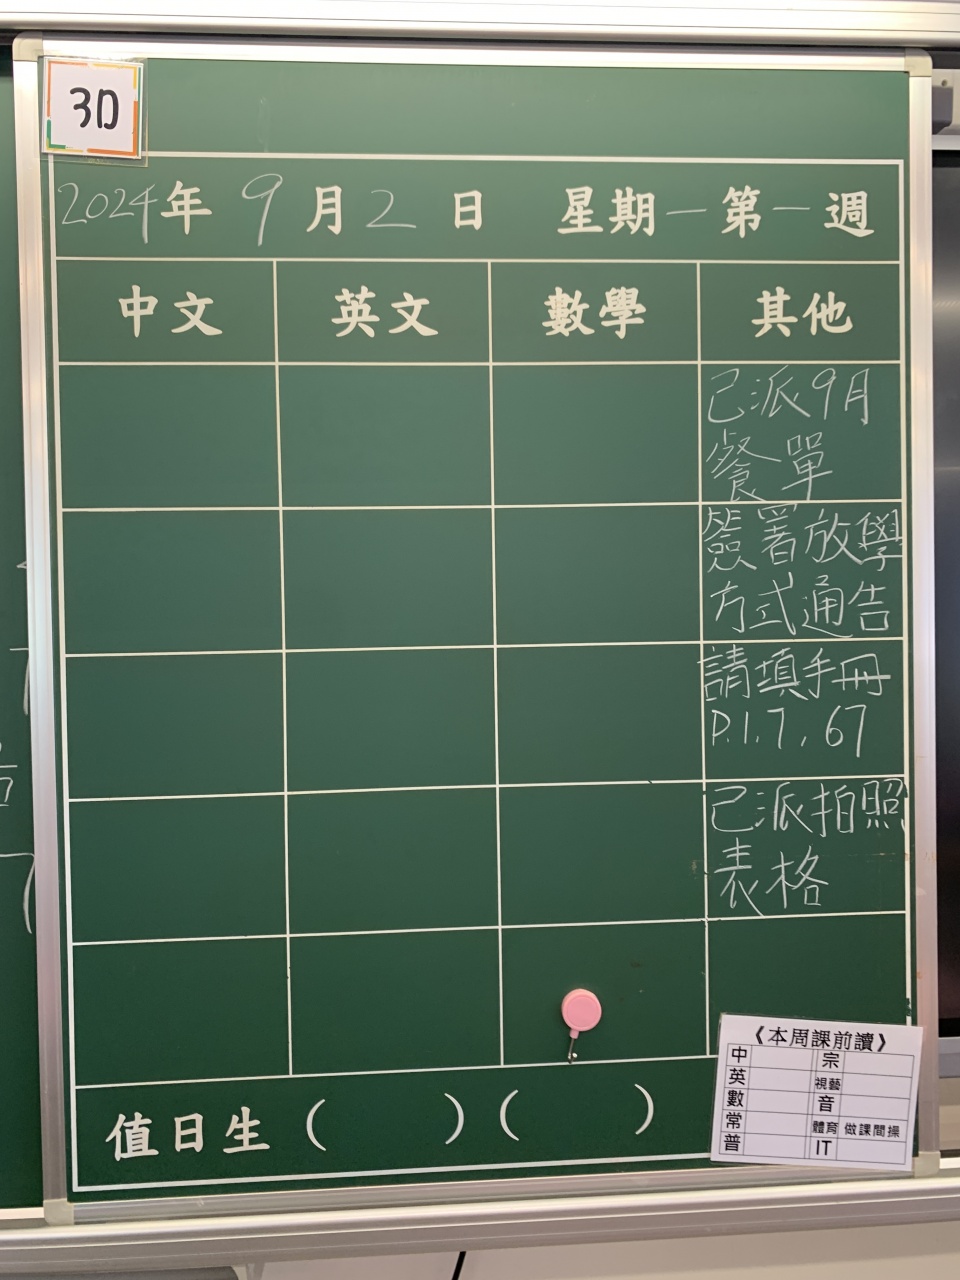 3D
2024年 9月2日 星期一第一週
中文 英文 數學 其他
已派9月
餐單
簽署放學
方式通告
請填手冊
P.1.7,67
已派拍照
表格
值日生( )( )
《本周課前讀》
中 宗
英 視藝
數 音
常 體育 做課間操
普 IT